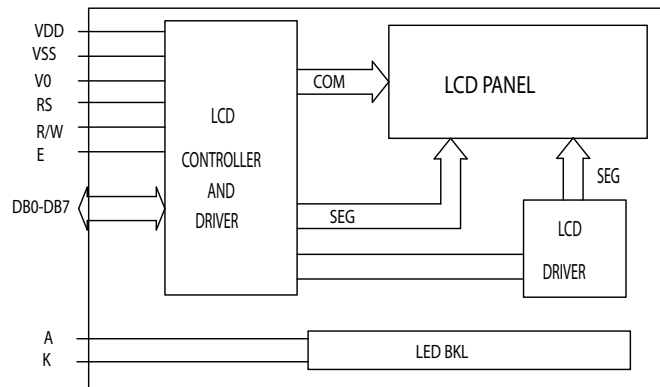 VDD
VSS
V0
RS
R/W
E
DB0-DB7
A
K
LCD
CONTROLLER
AND
DRIVER
COM
SEG
LCD PANEL
SEG
LCD
DRIVER
LED BKL